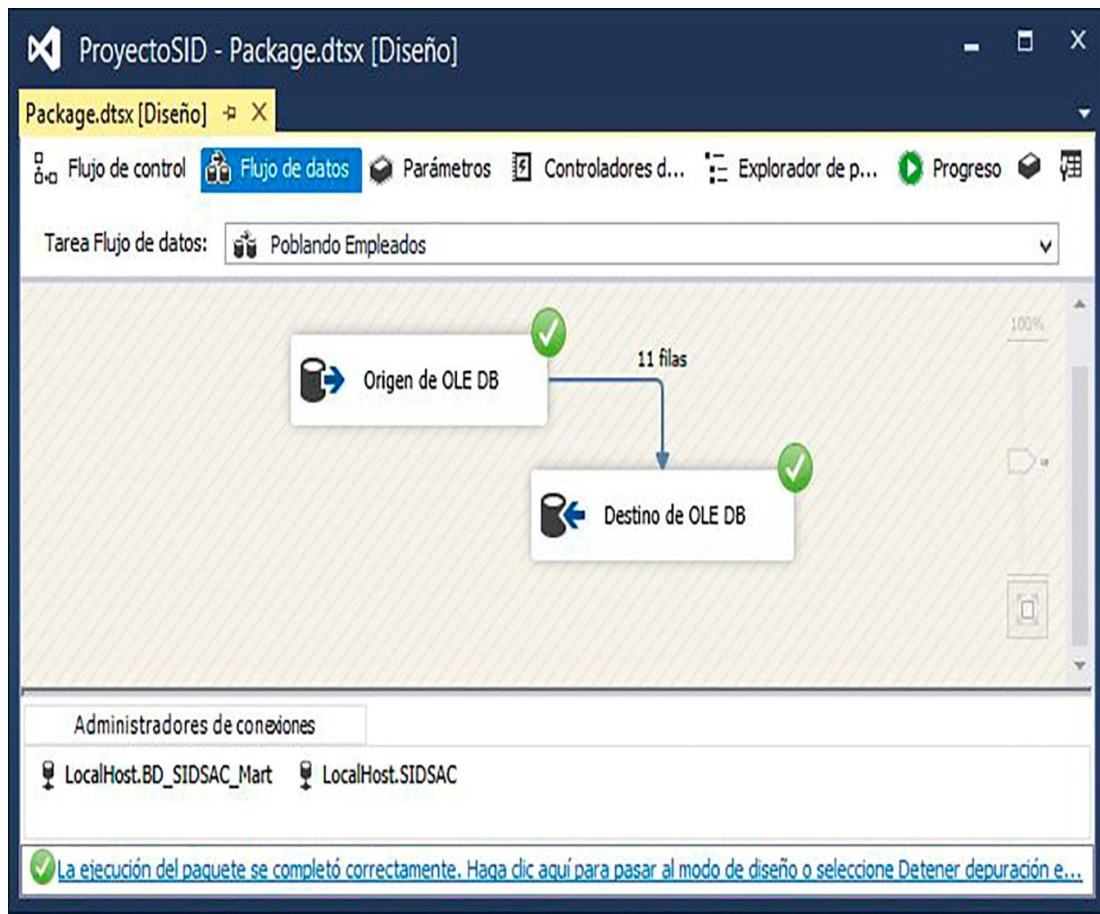 ProyectoSID - Package.dtsx [Diseño]
Package.dtsx [Diseño]
Flujo de control Flujo de datos Parámetros Controladores d... Explorador de p... Progreso
Tarea Flujo de datos: Poblando Empleados
100%
Origen de OLE DB
11 filas
Destino de OLE DB
Administradores de conexiones
LocalHost.BD_SIDSAC_Mart LocalHost.SIDSAC
La ejecución del paquete se completó correctamente. Haga clic aquí para pasar al modo de diseño o seleccione Detener depuración e...